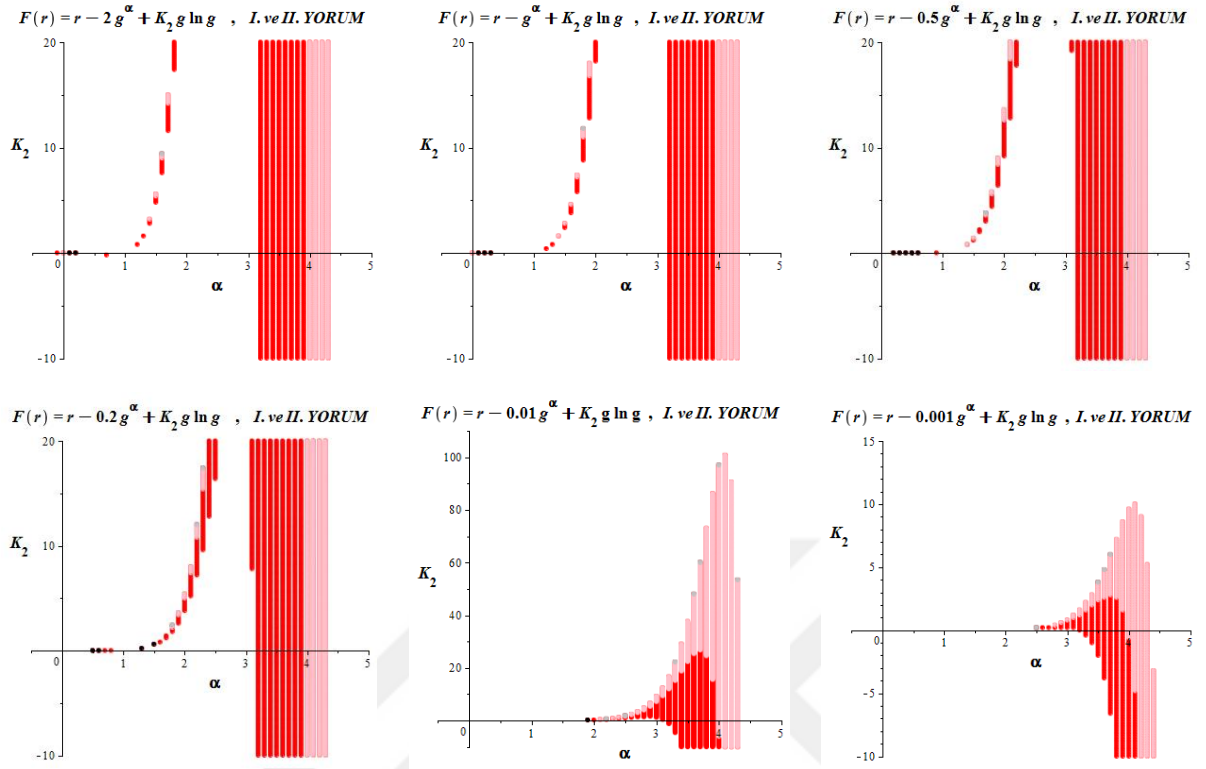 F(r) = r − 2 g^α + K₂ g ln g , I. ve II. YORUM
20
K₂
10
0 1 2 3 4 5
α
-10
F(r) = r − g^α + K₂ g ln g , I. ve II. YORUM
20
K₂
10
0 1 2 3 4 5
α
-10
F(r) = r − 0.5 g^α + K₂ g ln g , I. ve II. YORUM
20
K₂
10
0 1 2 3 4 5
α
-10
F(r) = r − 0.2 g^α + K₂ g ln g , I. ve II. YORUM
20
K₂
10
0 1 2 3 4 5
α
-10
F(r) = r − 0.01 g^α + K₂ g ln g , I. ve II. YORUM
100
80
60
K₂
40
20
0 1 2 3 4 5
α
F(r) = r − 0.001 g^α + K₂ g ln g , I. ve II. YORUM
15
10
K₂
5
0 1 2 3 4 5
α
-5
-10